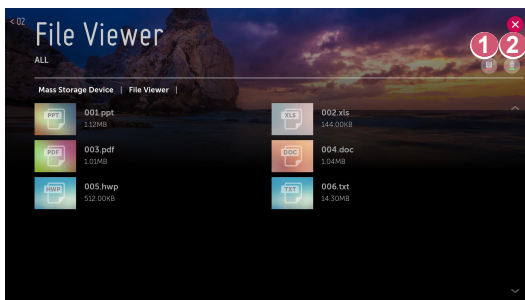 < 02
File Viewer
ALL
1 2
Mass Storage Device | File Viewer |
PPT 001.ppt
1.12MB
XLS 002.xls
144.00KB
PDF 003.pdf
1.01MB
DOC 004.doc
1.04MB
HWP 005.hwp
512.00KB
TXT 006.txt
14.30MB